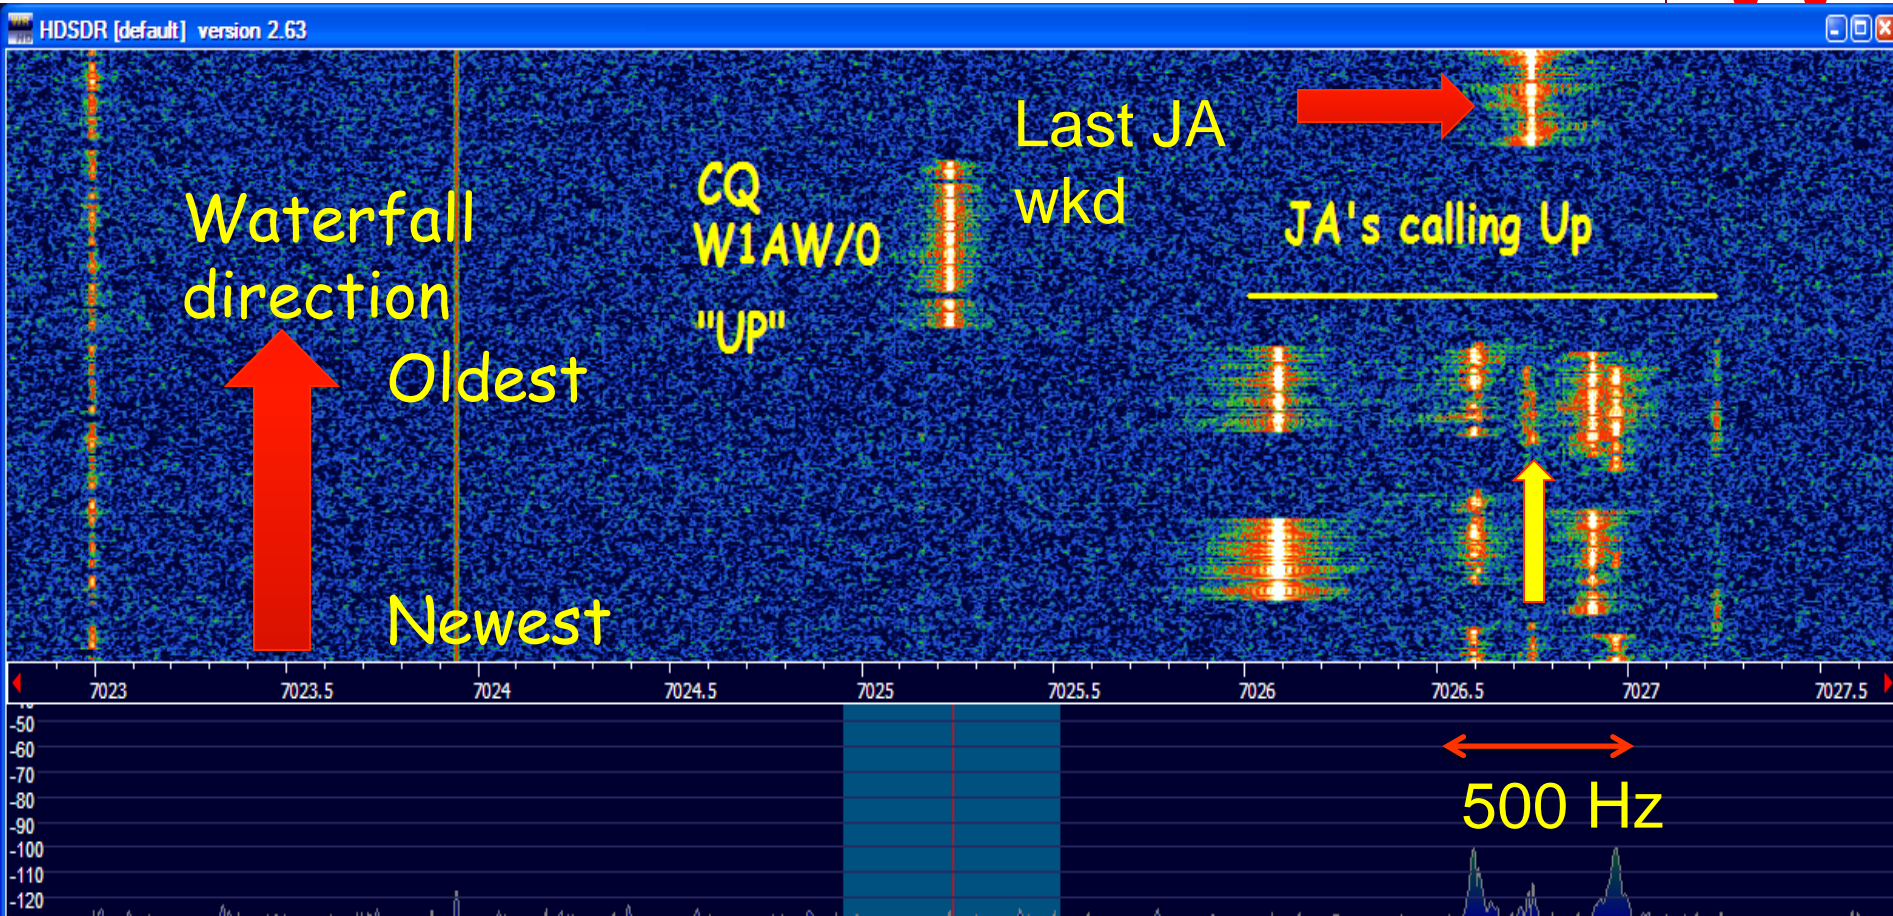 HDSDR [default] version 2.63
Last JA
wkd
CQ
W1AW/0
"UP"
Waterfall
direction
JA's calling Up
Oldest
Newest
7023 7023.5 7024 7024.5 7025 7025.5 7026 7026.5 7027 7027.5
-50
-60
-70
-80
-90
-100
-110
-120
500 Hz